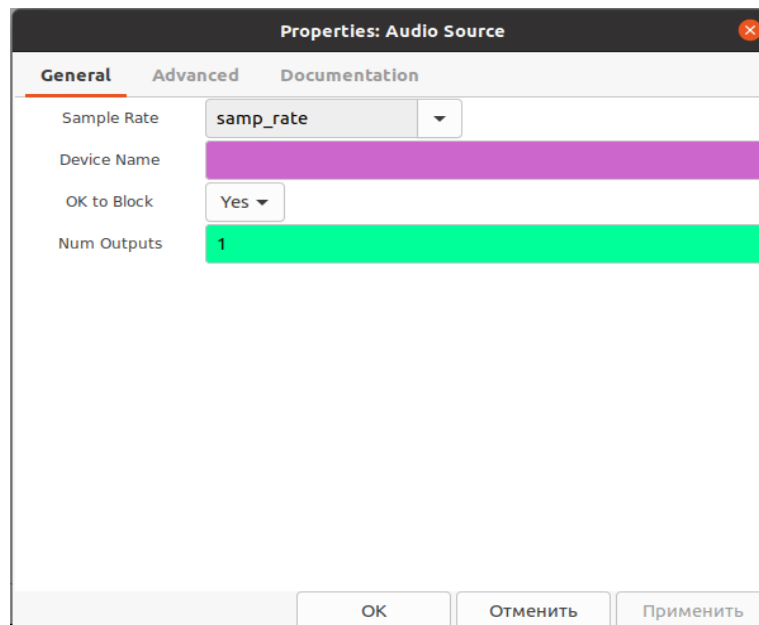 Properties: Audio Source
General Advanced Documentation
Sample Rate samp_rate
Device Name
OK to Block Yes
Num Outputs 1
OK Отменить Применить